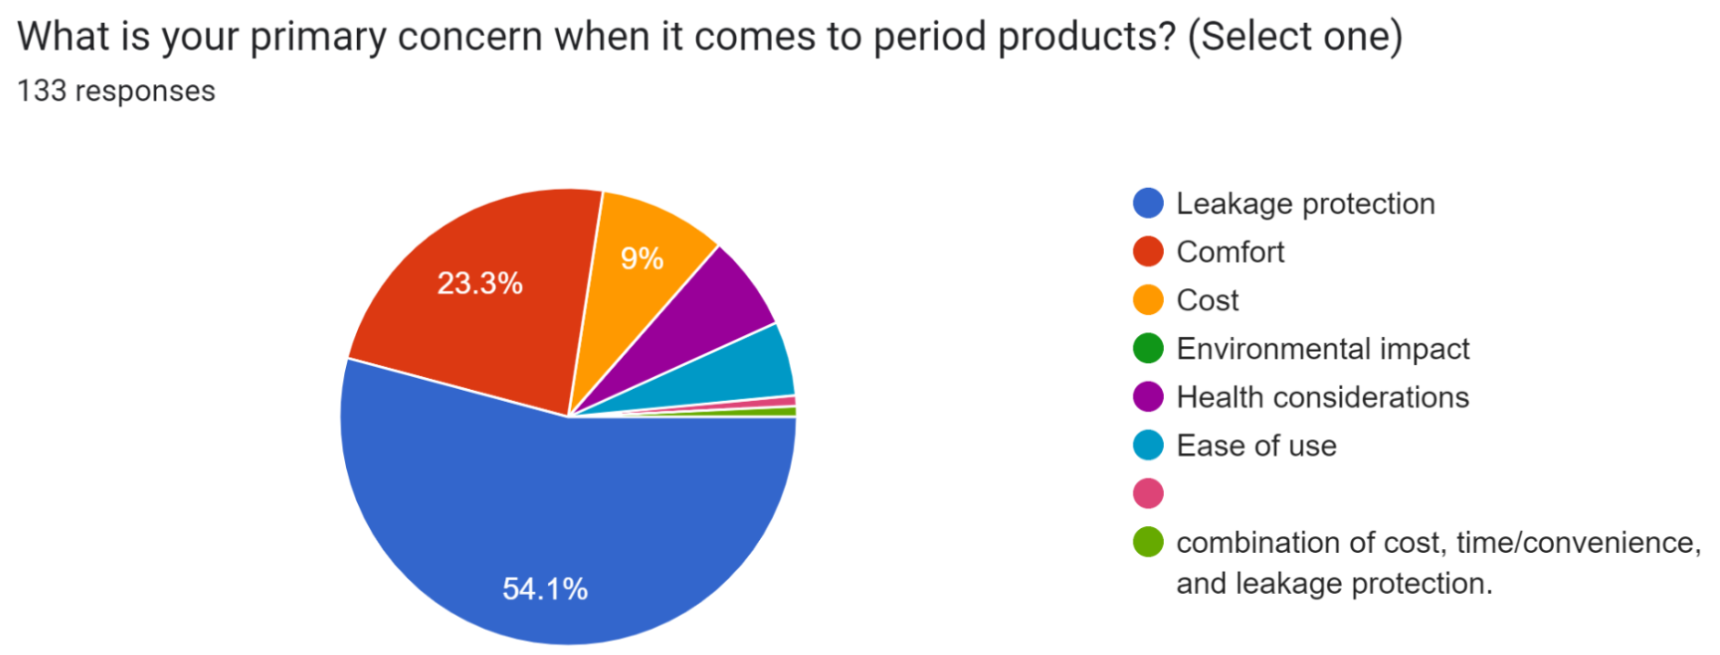 What is your primary concern when it comes to period products? (Select one)
133 responses
23.3%
9%
54.1%
Leakage protection
Comfort
Cost
Environmental impact
Health considerations
Ease of use
combination of cost, time/convenience,
and leakage protection.